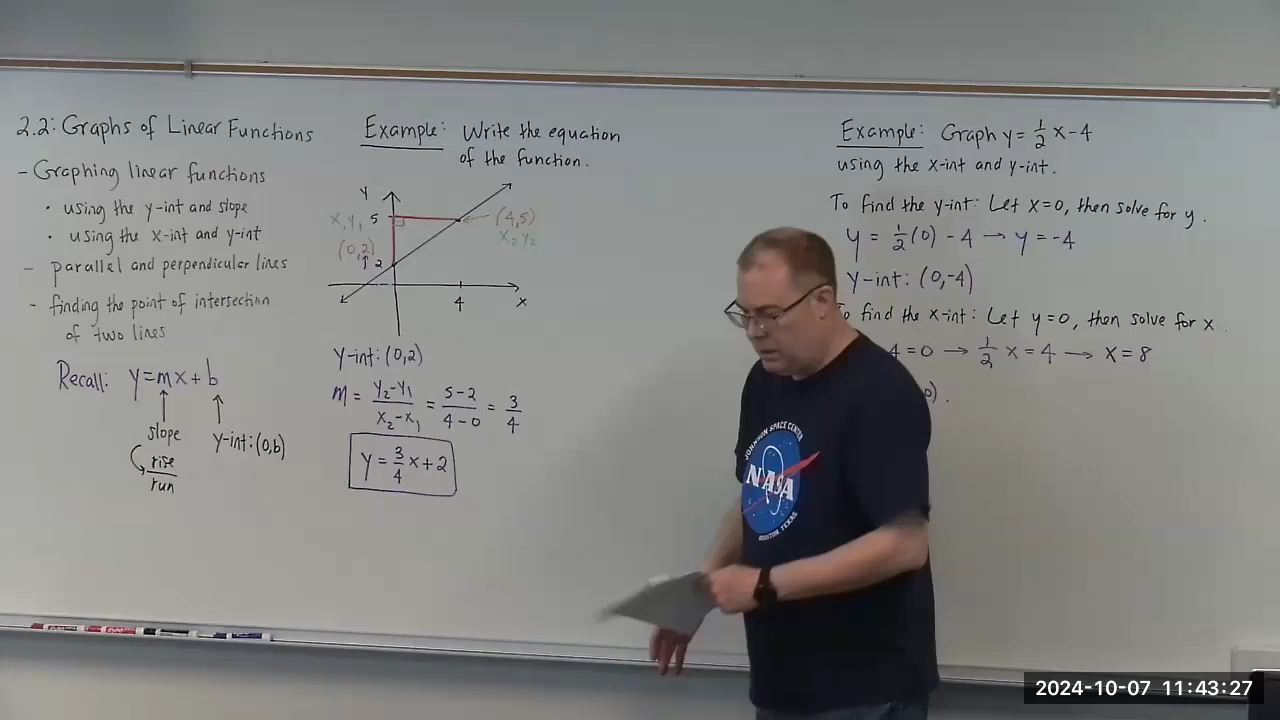 2.2: Graphs of Linear Functions
- Graphing linear functions
• using the y-int and slope
• using the x-int and y-int
- parallel and perpendicular lines
- finding the point of intersection
of two lines
Recall: y=mx+b
slope
y-int:(0,b)
rise
run
Example: Write the equation
of the function.
y
x₁ y₁ 5
(4,5)
x₂ y₂
(0,2)
2
4
x
y-int: (0,2)
m = y₂-y₁/x₂-x₁ = 5-2/4-0 = 3/4
y = 3/4 x+2
Example: Graph y= 1/2 x-4
using the x-int and y-int.
To find the y-int: Let x=0, then solve for y.
y = 1/2(0) - 4 → y = -4
y-int: (0,-4)
To find the x-int: Let y=0, then solve for x.
4=0 → 1/2 x=4 → x=8
0).
JOHNSON SPACE CENTER
NASA
HOUSTON, TEXAS
2024-10-07 11:43:27